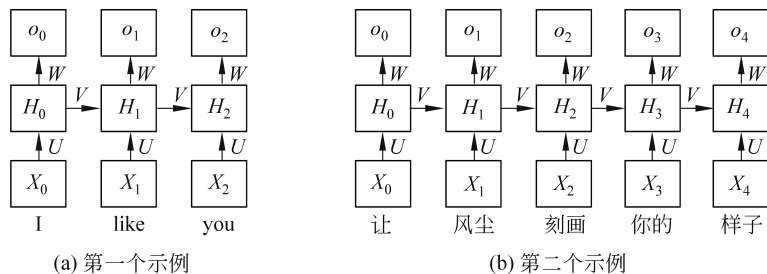 o₀ o₁ o₂ o₀ o₁ o₂ o₃ o₄
W W W W W W W W
H₀ V H₁ V H₂ H₀ V H₁ V H₂ V H₃ V H₄
U U U U U U U U
X₀ X₁ X₂ X₀ X₁ X₂ X₃ X₄
I like you 让 风尘 刻画 你的 样子
(a) 第一个示例 (b) 第二个示例